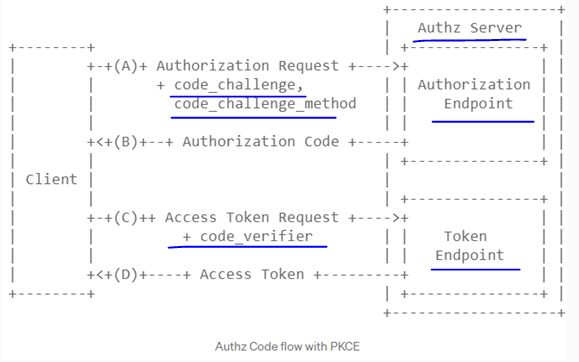 Authz Server
(A) Authorization Request
+ code_challenge,
code_challenge_method
Authorization
Endpoint
(B) Authorization Code
Client
(C) Access Token Request
+ code_verifier
Token
Endpoint
(D) Access Token
Authz Code flow with PKCE